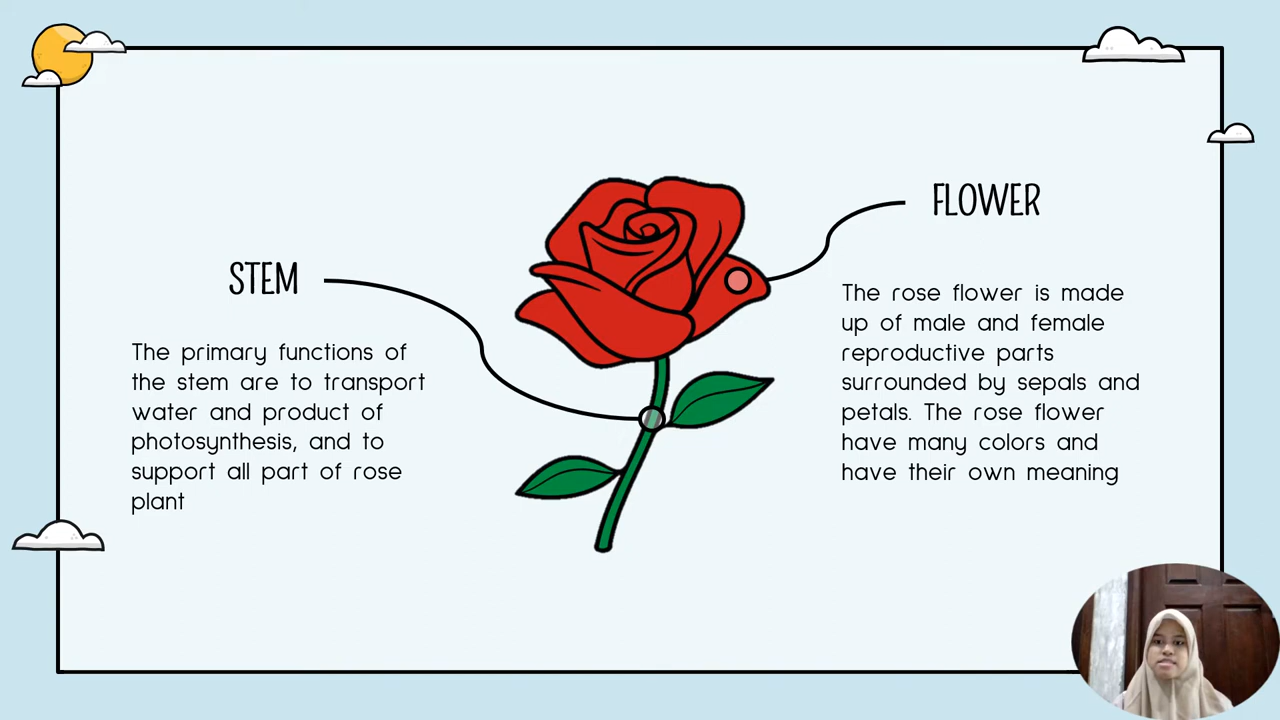 STEM
The primary functions of
the stem are to transport
water and product of
photosynthesis, and to
support all part of rose
plant
FLOWER
The rose flower is made
up of male and female
reproductive parts
surrounded by sepals and
petals. The rose flower
have many colors and
have their own meaning